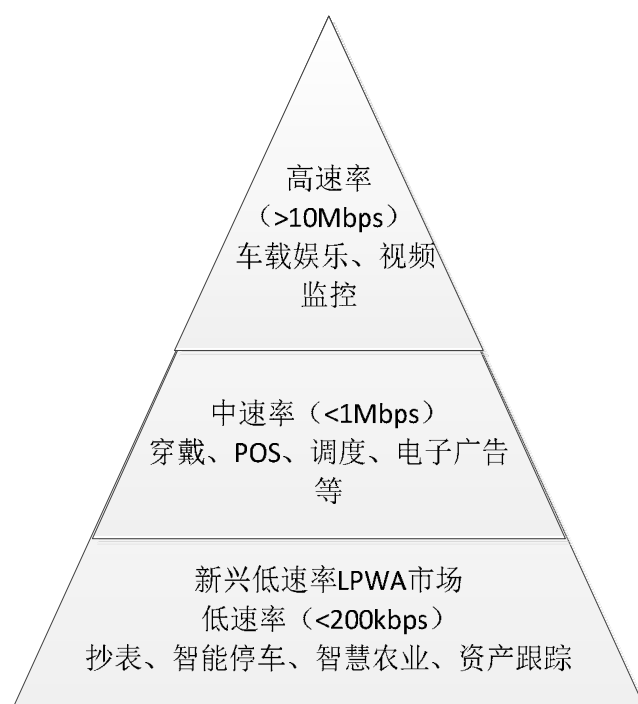 高速率
（>10Mbps）
车载娱乐、视频
监控
中速率（<1Mbps）
穿戴、POS、调度、电子广告
等
新兴低速率LPWA市场
低速率（<200kbps）
抄表、智能停车、智慧农业、资产跟踪